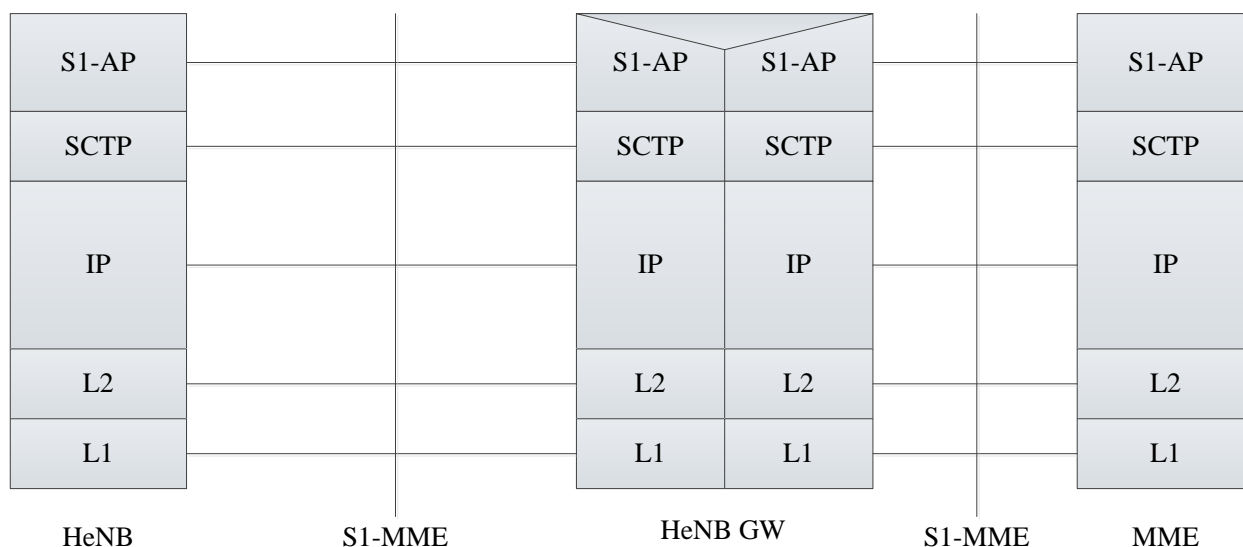 S1-AP S1-AP S1-AP S1-AP
SCTP SCTP SCTP SCTP
IP IP IP IP
L2 L2 L2 L2
L1 L1 L1 L1
HeNB S1-MME HeNB GW S1-MME MME